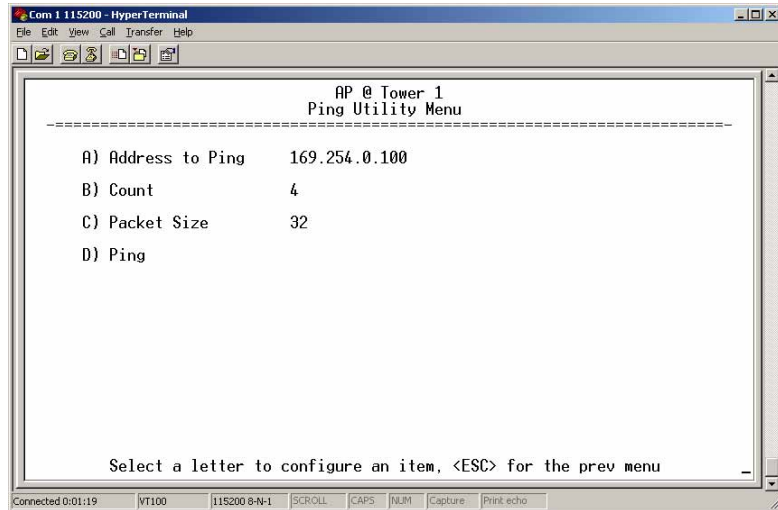 Com 1 115200 - HyperTerminal
File Edit View Call Transfer Help
AP @ Tower 1
Ping Utility Menu
-==========================================================================-
A) Address to Ping 169.254.0.100
B) Count 4
C) Packet Size 32
D) Ping
Select a letter to configure an item, <ESC> for the prev menu
Connected 0:01:19 VT100 115200 8-N-1 SCROLL CAPS NUM Capture Print echo